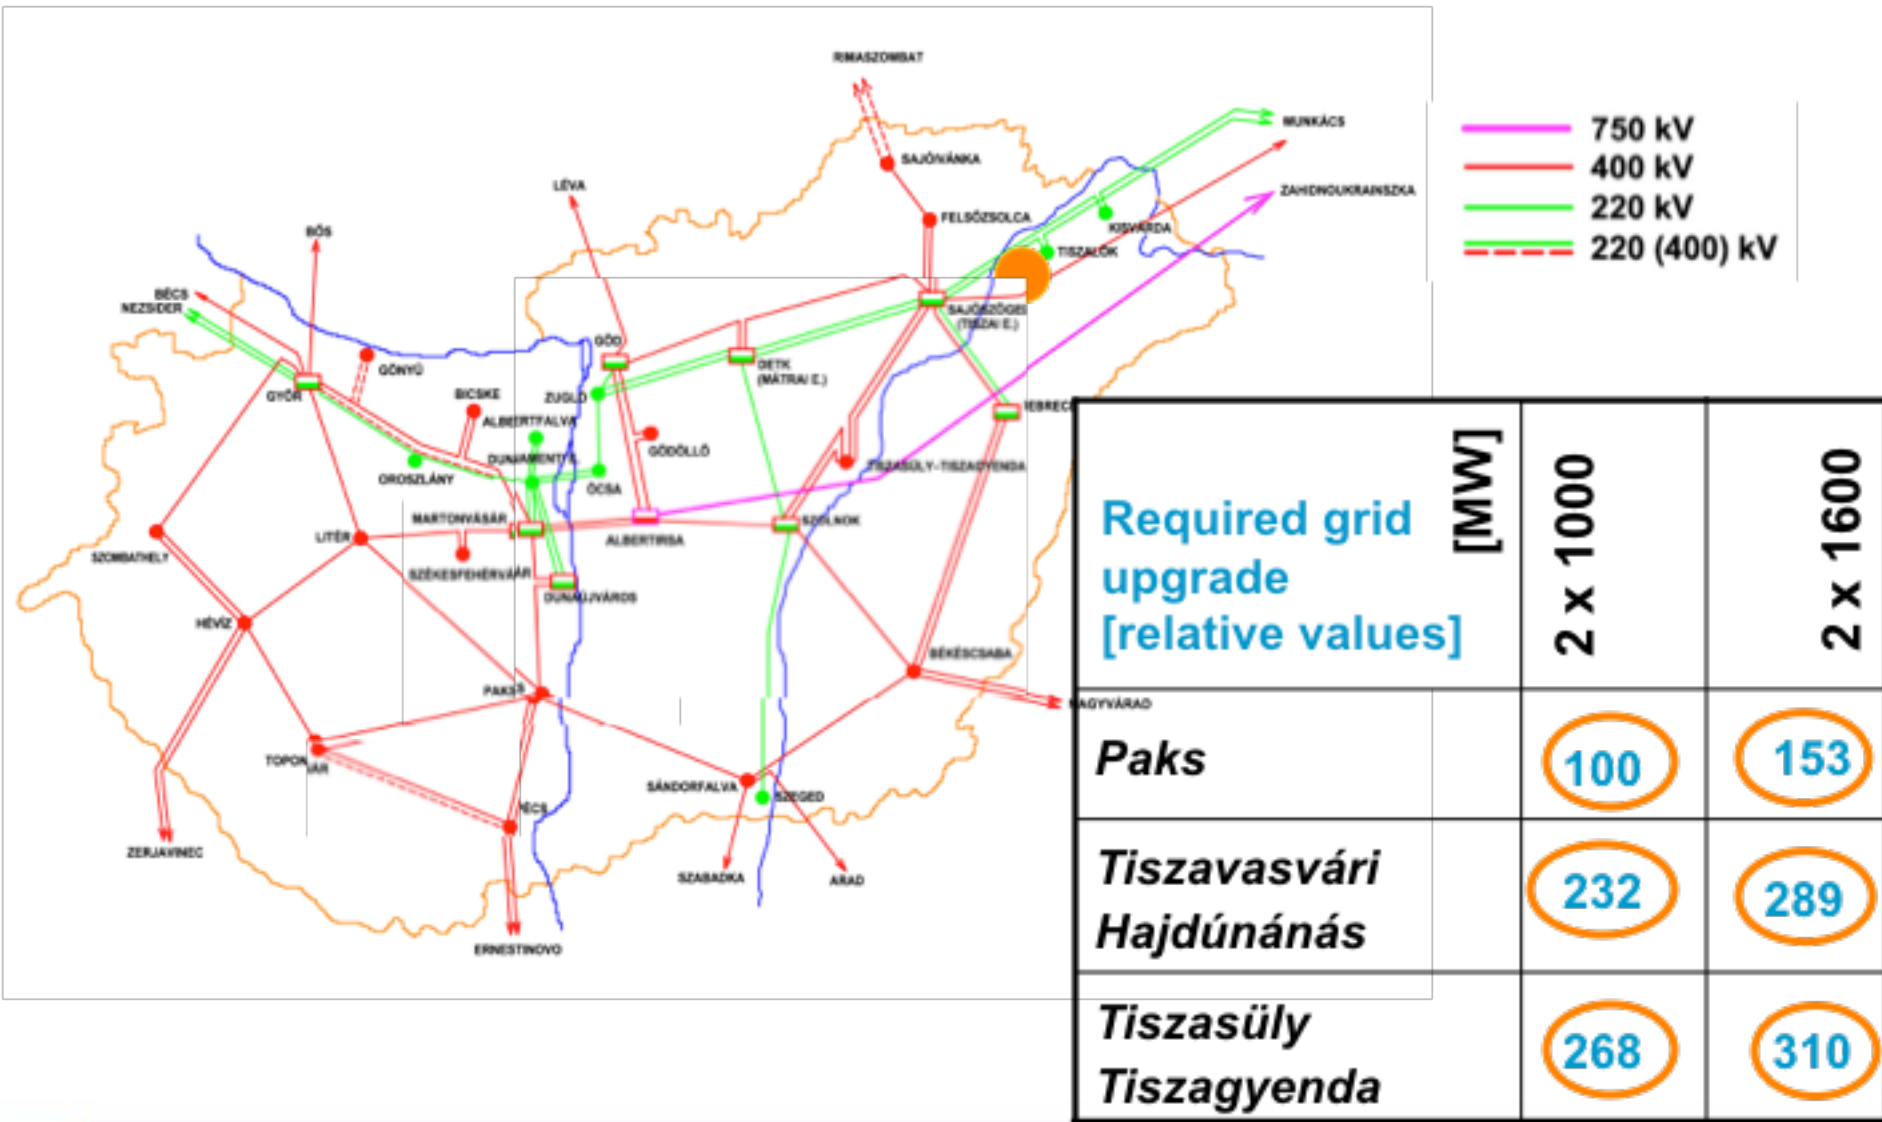 RIMASZOMBAT
MUNKÁCS
SAJÓIVÁNKA
LÉVA
ZAHIDNOUKRAINSZKA
FELSŐZSOLCA
KISVÁRDA
BŐS
TISZALÖK
BÉCS
NEZSIDER
SAJÓSZÖGED
(TISZAI E.)
GÖD
GÖNYŰ
DETK
(MÁTRAI E.)
GYŐR
BICSKE
ZUGLÓ
ALBERTFALVA
GÖDÖLLŐ
DUNAMENTI E.
TISZASÜLY-TISZAGYENDA
OROSZLÁNY
ÓCSA
MARTONVÁSÁR
SZOLNOK
LITÉR
ALBERTIRSA
SZOMBATHELY
SZÉKESFEHÉRVÁR
DUNAÚJVÁROS
HÉVÍZ
BÉKÉSCSABA
PAKS
NAGYVÁRAD
TOPONÁR
SÁNDORFALVA
SZEGED
ZERJAVINEC
SZABADKA
ARAD
ERNESTINOVO
750 kV
400 kV
220 kV
220 (400) kV
Required grid
upgrade
[relative values]
[MW]
2 x 1000
2 x 1600
Paks
100
153
Tiszavasvári
Hajdúnánás
232
289
Tiszasüly
Tiszagyenda
268
310